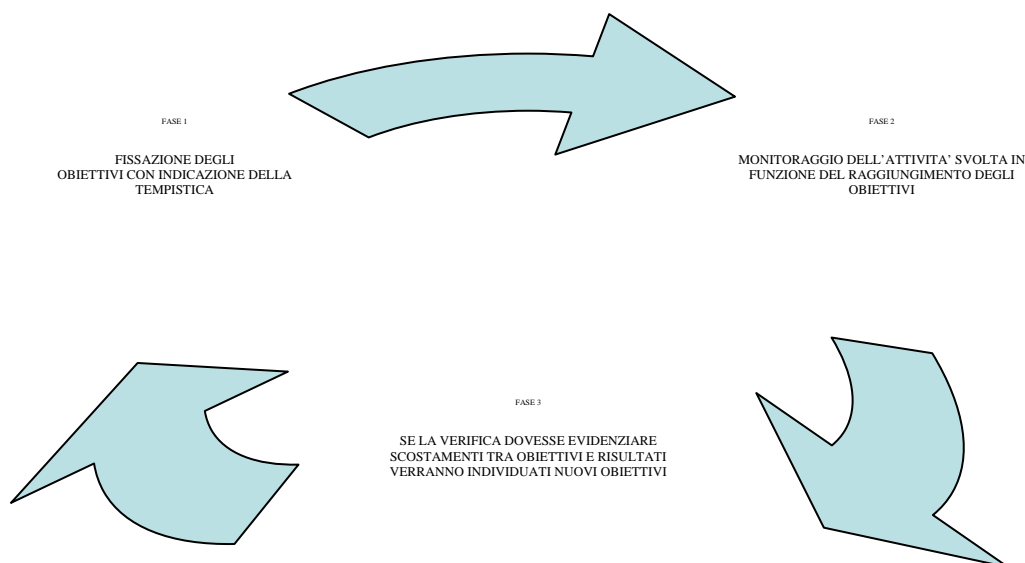 FASE 1
FISSAZIONE DEGLI
OBIETTIVI CON INDICAZIONE DELLA
TEMPISTICA
FASE 2
MONITORAGGIO DELL’ATTIVITA’ SVOLTA IN
FUNZIONE DEL RAGGIUNGIMENTO DEGLI
OBIETTIVI
FASE 3
SE LA VERIFICA DOVESSE EVIDENZIARE
SCOSTAMENTI TRA OBIETTIVI E RISULTATI
VERRANNO INDIVIDUATI NUOVI OBIETTIVI